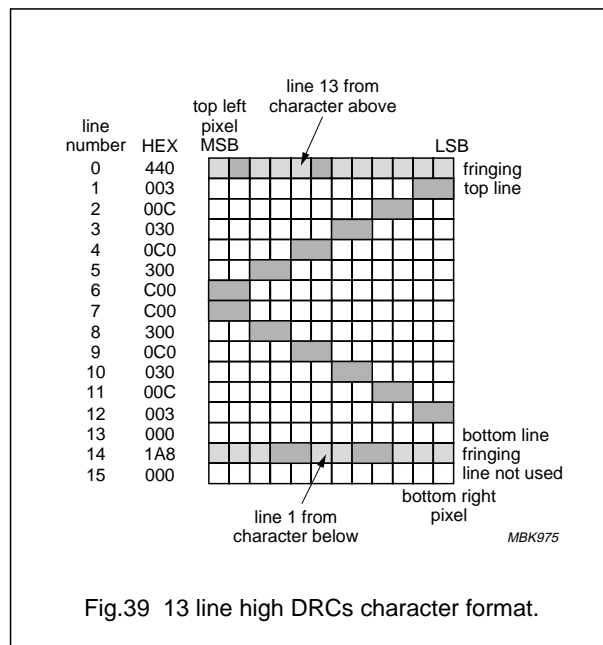 line 13 from
character above
top left
pixel
MSB
line
number
HEX
LSB
0 440 fringing
1 003 top line
2 00C
3 030
4 0C0
5 300
6 C00
7 C00
8 300
9 0C0
10 030
11 00C
12 003
13 000 bottom line
14 1A8 fringing
15 000 line not used
line 1 from
character below
bottom right
pixel
MBK975
Fig.39 13 line high DRCs character format.